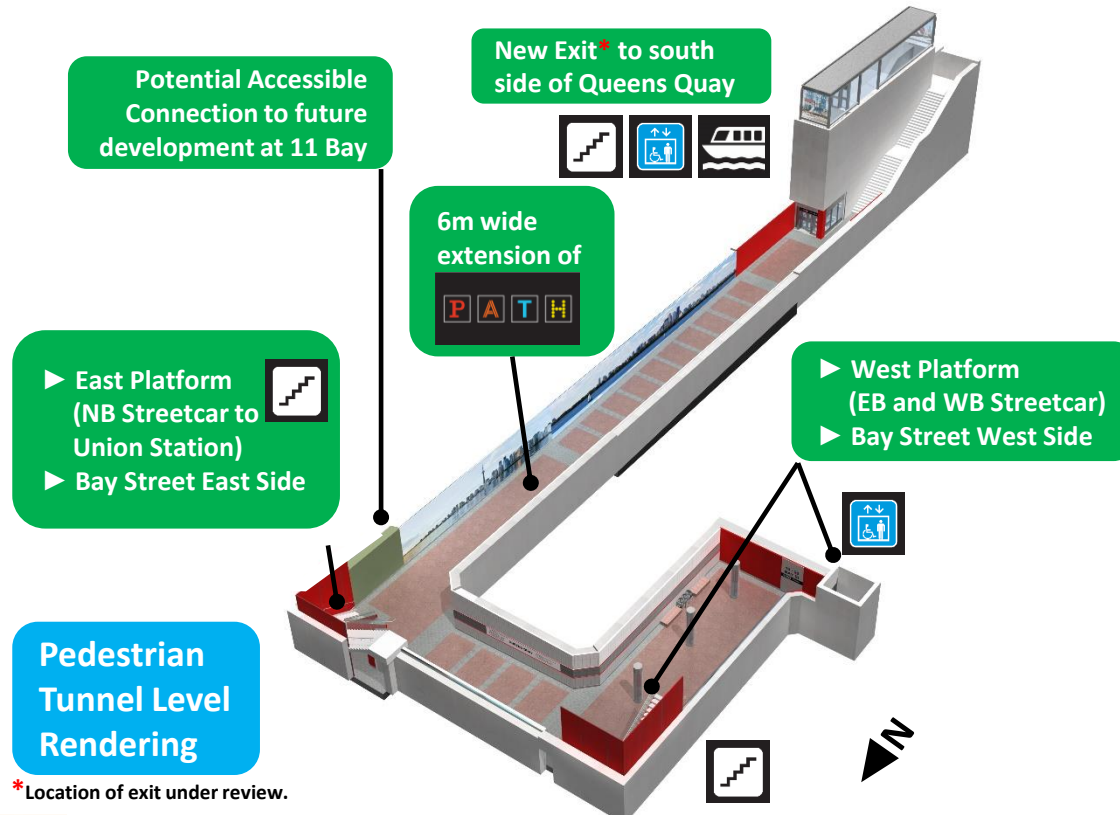 Potential Accessible
Connection to future
development at 11 Bay
New Exit* to south
side of Queens Quay
6m wide
extension of
PATH
► East Platform
(NB Streetcar to
Union Station)
► Bay Street East Side
► West Platform
(EB and WB Streetcar)
► Bay Street West Side
Pedestrian
Tunnel Level
Rendering
*Location of exit under review.
N